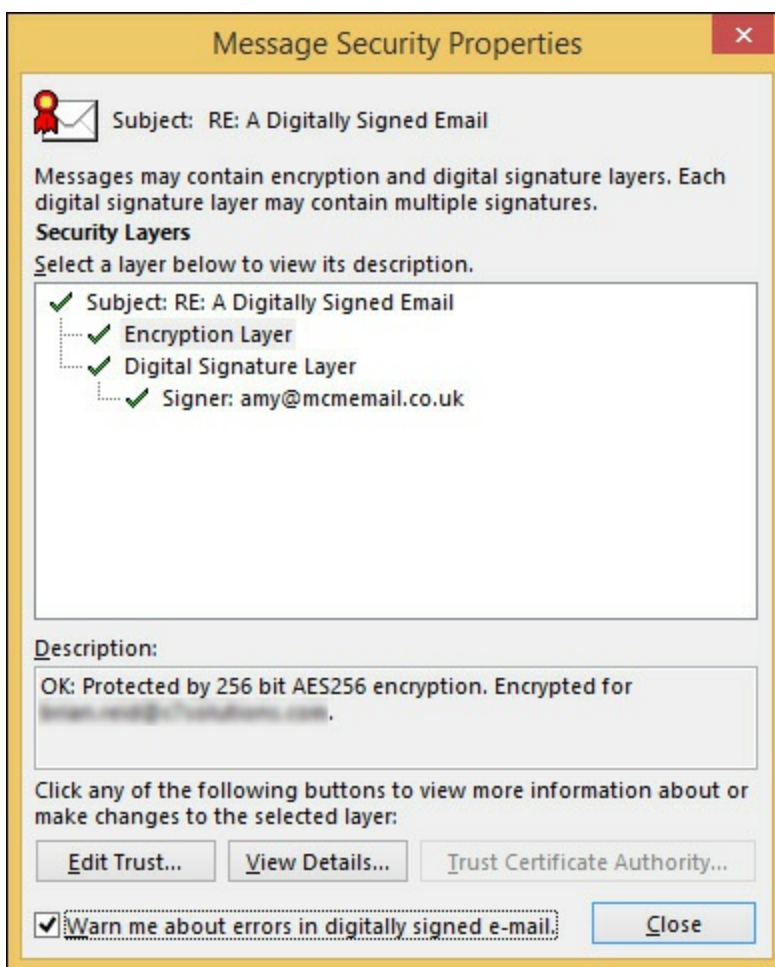 Message Security Properties
Subject: RE: A Digitally Signed Email
Messages may contain encryption and digital signature layers. Each
digital signature layer may contain multiple signatures.
Security Layers
Select a layer below to view its description.
Subject: RE: A Digitally Signed Email
Encryption Layer
Digital Signature Layer
Signer: amy@mcmemail.co.uk
Description:
OK: Protected by 256 bit AES256 encryption. Encrypted for
.
Click any of the following buttons to view more information about or
make changes to the selected layer:
Edit Trust... View Details... Trust Certificate Authority...
Warn me about errors in digitally signed e-mail. Close